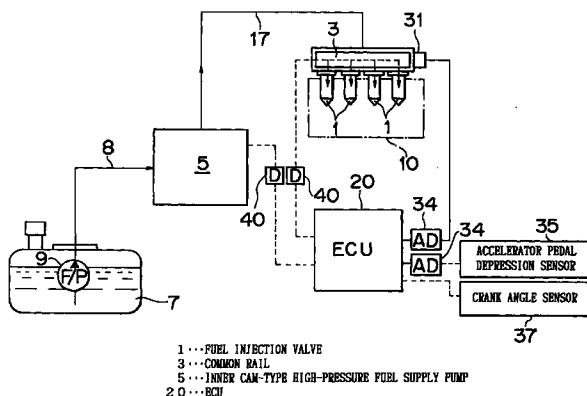 17
3
31
1
1
10
8
5
40
D
D
40
20
ECU
34
AD
34
AD
35
ACCELERATOR PEDAL
DEPRESSION SENSOR
CRANK ANGLE SENSOR
37
9
F/P
7
1 ··· FUEL INJECTION VALVE
3 ··· COMMON RAIL
5 ··· INNER CAM-TYPE HIGH-PRESSURE FUEL SUPPLY PUMP
20 ··· ECU